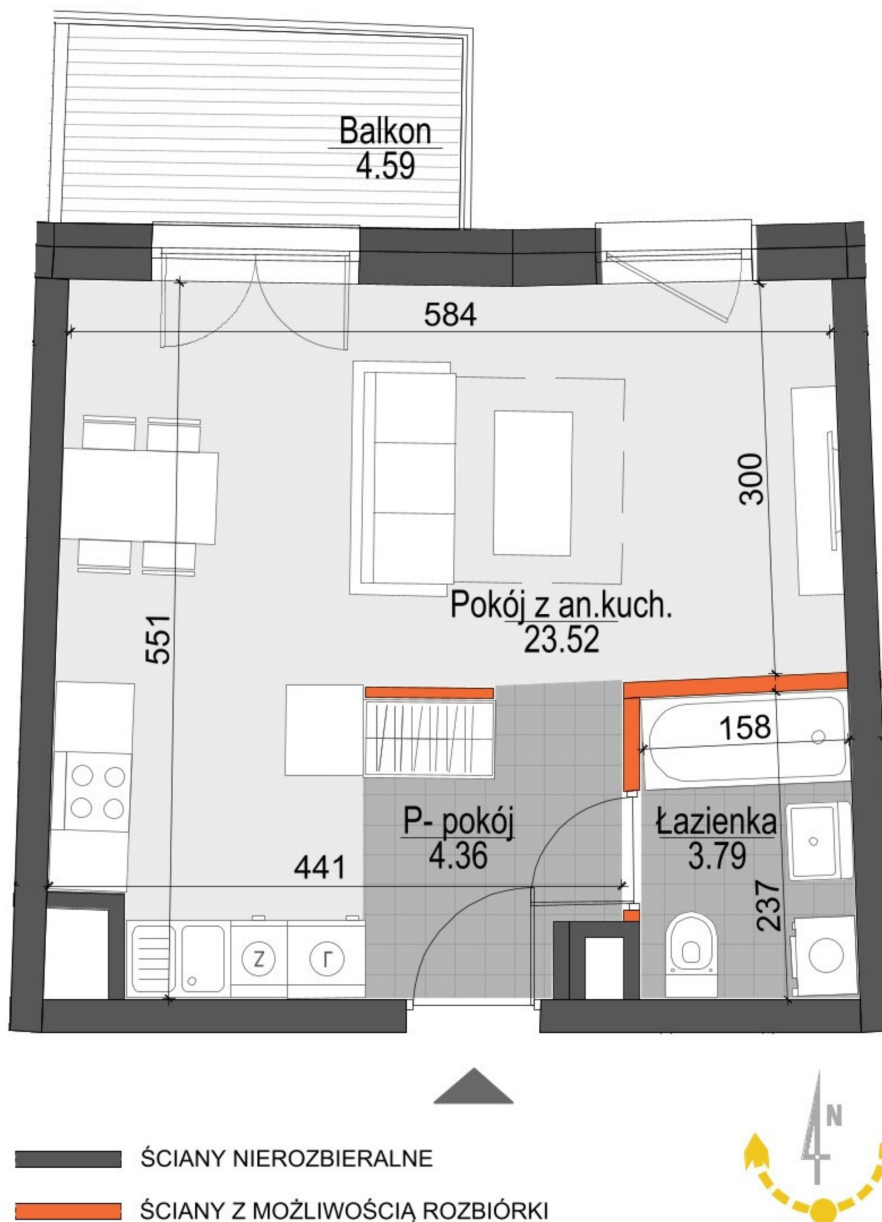 Balkon
4.59
584
300
551
Pokój z an.kuch.
23.52
158
P- pokój
4.36
Łazienka
3.79
441
237
Z
Γ
N
ŚCIANY NIEROZBIERALNE
ŚCIANY Z MOŻLIWOŚCIĄ ROZBIÓRKI